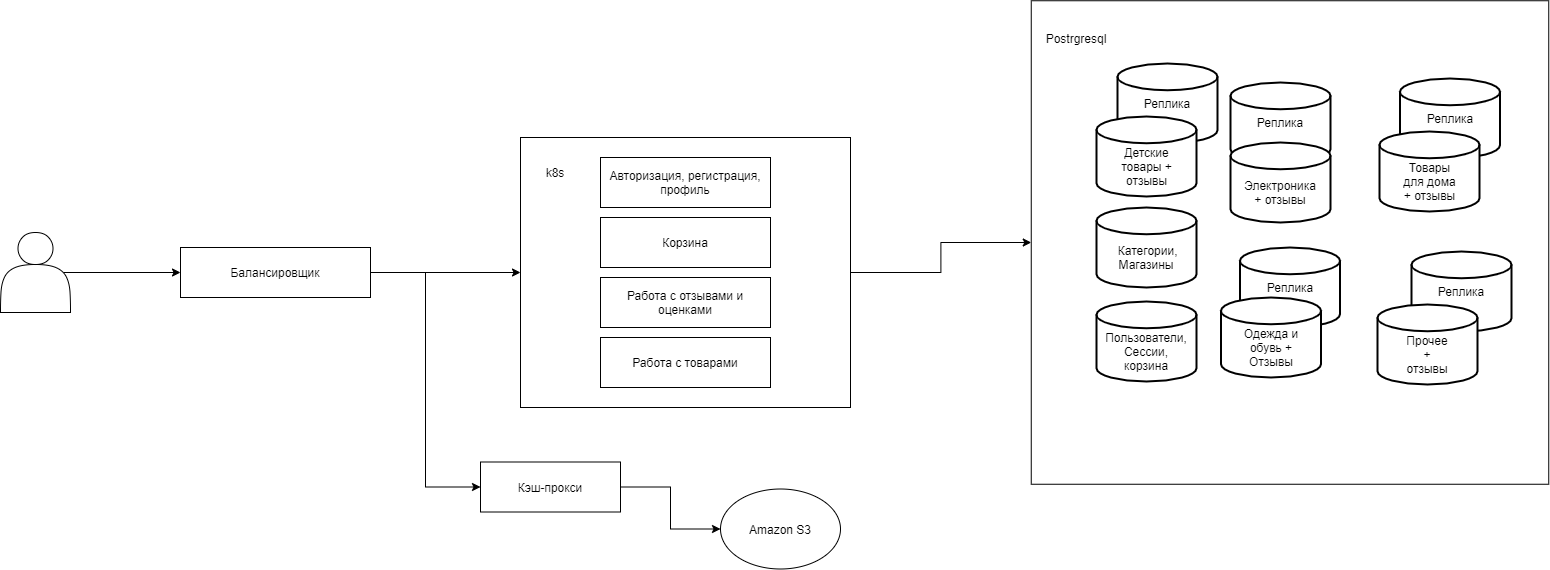 Postrgresql
Реплика
Реплика
Реплика
Детские
товары +
отзывы
Электроника
+ отзывы
Товары
для дома
+ отзывы
k8s
Авторизация, регистрация,
профиль
Корзина
Работа с отзывами и
оценками
Работа с товарами
Балансировщик
Категории,
Магазины
Реплика
Реплика
Пользователи,
Сессии,
корзина
Одежда и
обувь +
Отзывы
Прочее
+
отзывы
Кэш-прокси
Amazon S3